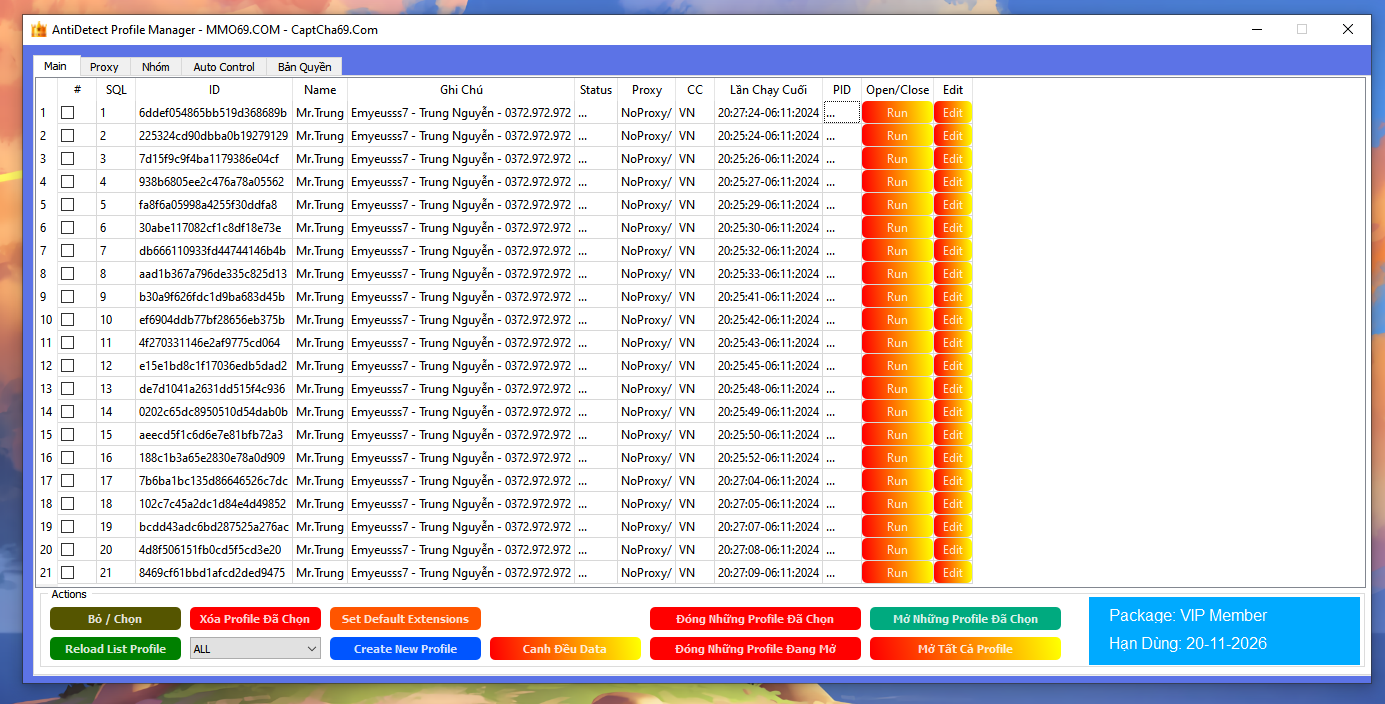 AntiDetect Profile Manager - MMO69.COM - CaptCha69.Com
Main Proxy Nhóm Auto Control Bản Quyền
# SQL ID Name Ghi Chú Status Proxy CC Lần Chạy Cuối PID Open/Close Edit
1 1 6ddef054865bb519d368689b Mr.Trung Emyeusss7 - Trung Nguyễn - 0372.972.972 ... NoProxy/ VN 20:27:24-06:11:2024 ... Run Edit
2 2 225324cd90dbba0b19279129 Mr.Trung Emyeusss7 - Trung Nguyễn - 0372.972.972 ... NoProxy/ VN 20:25:24-06:11:2024 ... Run Edit
3 3 7d15f9c9f4ba1179386e04cf Mr.Trung Emyeusss7 - Trung Nguyễn - 0372.972.972 ... NoProxy/ VN 20:25:26-06:11:2024 ... Run Edit
4 4 938b6805ee2c476a78a05562 Mr.Trung Emyeusss7 - Trung Nguyễn - 0372.972.972 ... NoProxy/ VN 20:25:27-06:11:2024 ... Run Edit
5 5 fa8f6a05998a4255f30ddfa8 Mr.Trung Emyeusss7 - Trung Nguyễn - 0372.972.972 ... NoProxy/ VN 20:25:29-06:11:2024 ... Run Edit
6 6 30abe117082cf1c8df18e73e Mr.Trung Emyeusss7 - Trung Nguyễn - 0372.972.972 ... NoProxy/ VN 20:25:30-06:11:2024 ... Run Edit
7 7 db666110933fd44744146b4b Mr.Trung Emyeusss7 - Trung Nguyễn - 0372.972.972 ... NoProxy/ VN 20:25:32-06:11:2024 ... Run Edit
8 8 aad1b367a796de335c825d13 Mr.Trung Emyeusss7 - Trung Nguyễn - 0372.972.972 ... NoProxy/ VN 20:25:33-06:11:2024 ... Run Edit
9 9 b30a9f626fdc1d9ba683d45b Mr.Trung Emyeusss7 - Trung Nguyễn - 0372.972.972 ... NoProxy/ VN 20:25:41-06:11:2024 ... Run Edit
10 10 ef6904ddb77bf28656eb375b Mr.Trung Emyeusss7 - Trung Nguyễn - 0372.972.972 ... NoProxy/ VN 20:25:42-06:11:2024 ... Run Edit
11 11 4f270331146e2af9775cd064 Mr.Trung Emyeusss7 - Trung Nguyễn - 0372.972.972 ... NoProxy/ VN 20:25:43-06:11:2024 ... Run Edit
12 12 e15e1bd8c1f17036edb5dad2 Mr.Trung Emyeusss7 - Trung Nguyễn - 0372.972.972 ... NoProxy/ VN 20:25:45-06:11:2024 ... Run Edit
13 13 de7d1041a2631dd515f4c936 Mr.Trung Emyeusss7 - Trung Nguyễn - 0372.972.972 ... NoProxy/ VN 20:25:48-06:11:2024 ... Run Edit
14 14 0202c65dc8950510d54dab0b Mr.Trung Emyeusss7 - Trung Nguyễn - 0372.972.972 ... NoProxy/ VN 20:25:49-06:11:2024 ... Run Edit
15 15 aeecd5f1c6d6e7e81bfb72a3 Mr.Trung Emyeusss7 - Trung Nguyễn - 0372.972.972 ... NoProxy/ VN 20:25:50-06:11:2024 ... Run Edit
16 16 188c1b3a65e2830e78a0d909 Mr.Trung Emyeusss7 - Trung Nguyễn - 0372.972.972 ... NoProxy/ VN 20:25:52-06:11:2024 ... Run Edit
17 17 7b6ba1bc135d86646526c7dc Mr.Trung Emyeusss7 - Trung Nguyễn - 0372.972.972 ... NoProxy/ VN 20:27:04-06:11:2024 ... Run Edit
18 18 102c7c45a2dc1d84e4d49852 Mr.Trung Emyeusss7 - Trung Nguyễn - 0372.972.972 ... NoProxy/ VN 20:27:05-06:11:2024 ... Run Edit
19 19 bcdd43adc6bd287525a276ac Mr.Trung Emyeusss7 - Trung Nguyễn - 0372.972.972 ... NoProxy/ VN 20:27:07-06:11:2024 ... Run Edit
20 20 4d8f506151fb0cd5f5cd3e20 Mr.Trung Emyeusss7 - Trung Nguyễn - 0372.972.972 ... NoProxy/ VN 20:27:08-06:11:2024 ... Run Edit
21 21 8469cf61bbd1afcd2ded9475 Mr.Trung Emyeusss7 - Trung Nguyễn - 0372.972.972 ... NoProxy/ VN 20:27:09-06:11:2024 ... Run Edit
Actions
Bỏ / Chọn Xóa Profile Đã Chọn Set Default Extensions Đóng Những Profile Đã Chọn Mở Những Profile Đã Chọn Package: VIP Member
Reload List Profile ALL Create New Profile Canh Đều Data Đóng Những Profile Đang Mở Mở Tất Cả Profile Hạn Dùng: 20-11-2026